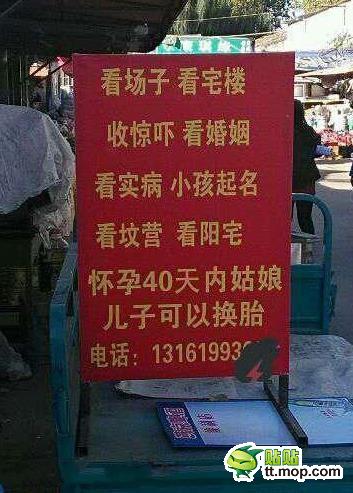 看场子 看宅楼
收惊吓 看婚姻
看实病 小孩起名
看坟营 看阳宅
怀孕40天内姑娘
儿子可以换胎
电话：13161993
贴贴
tt.mop.com